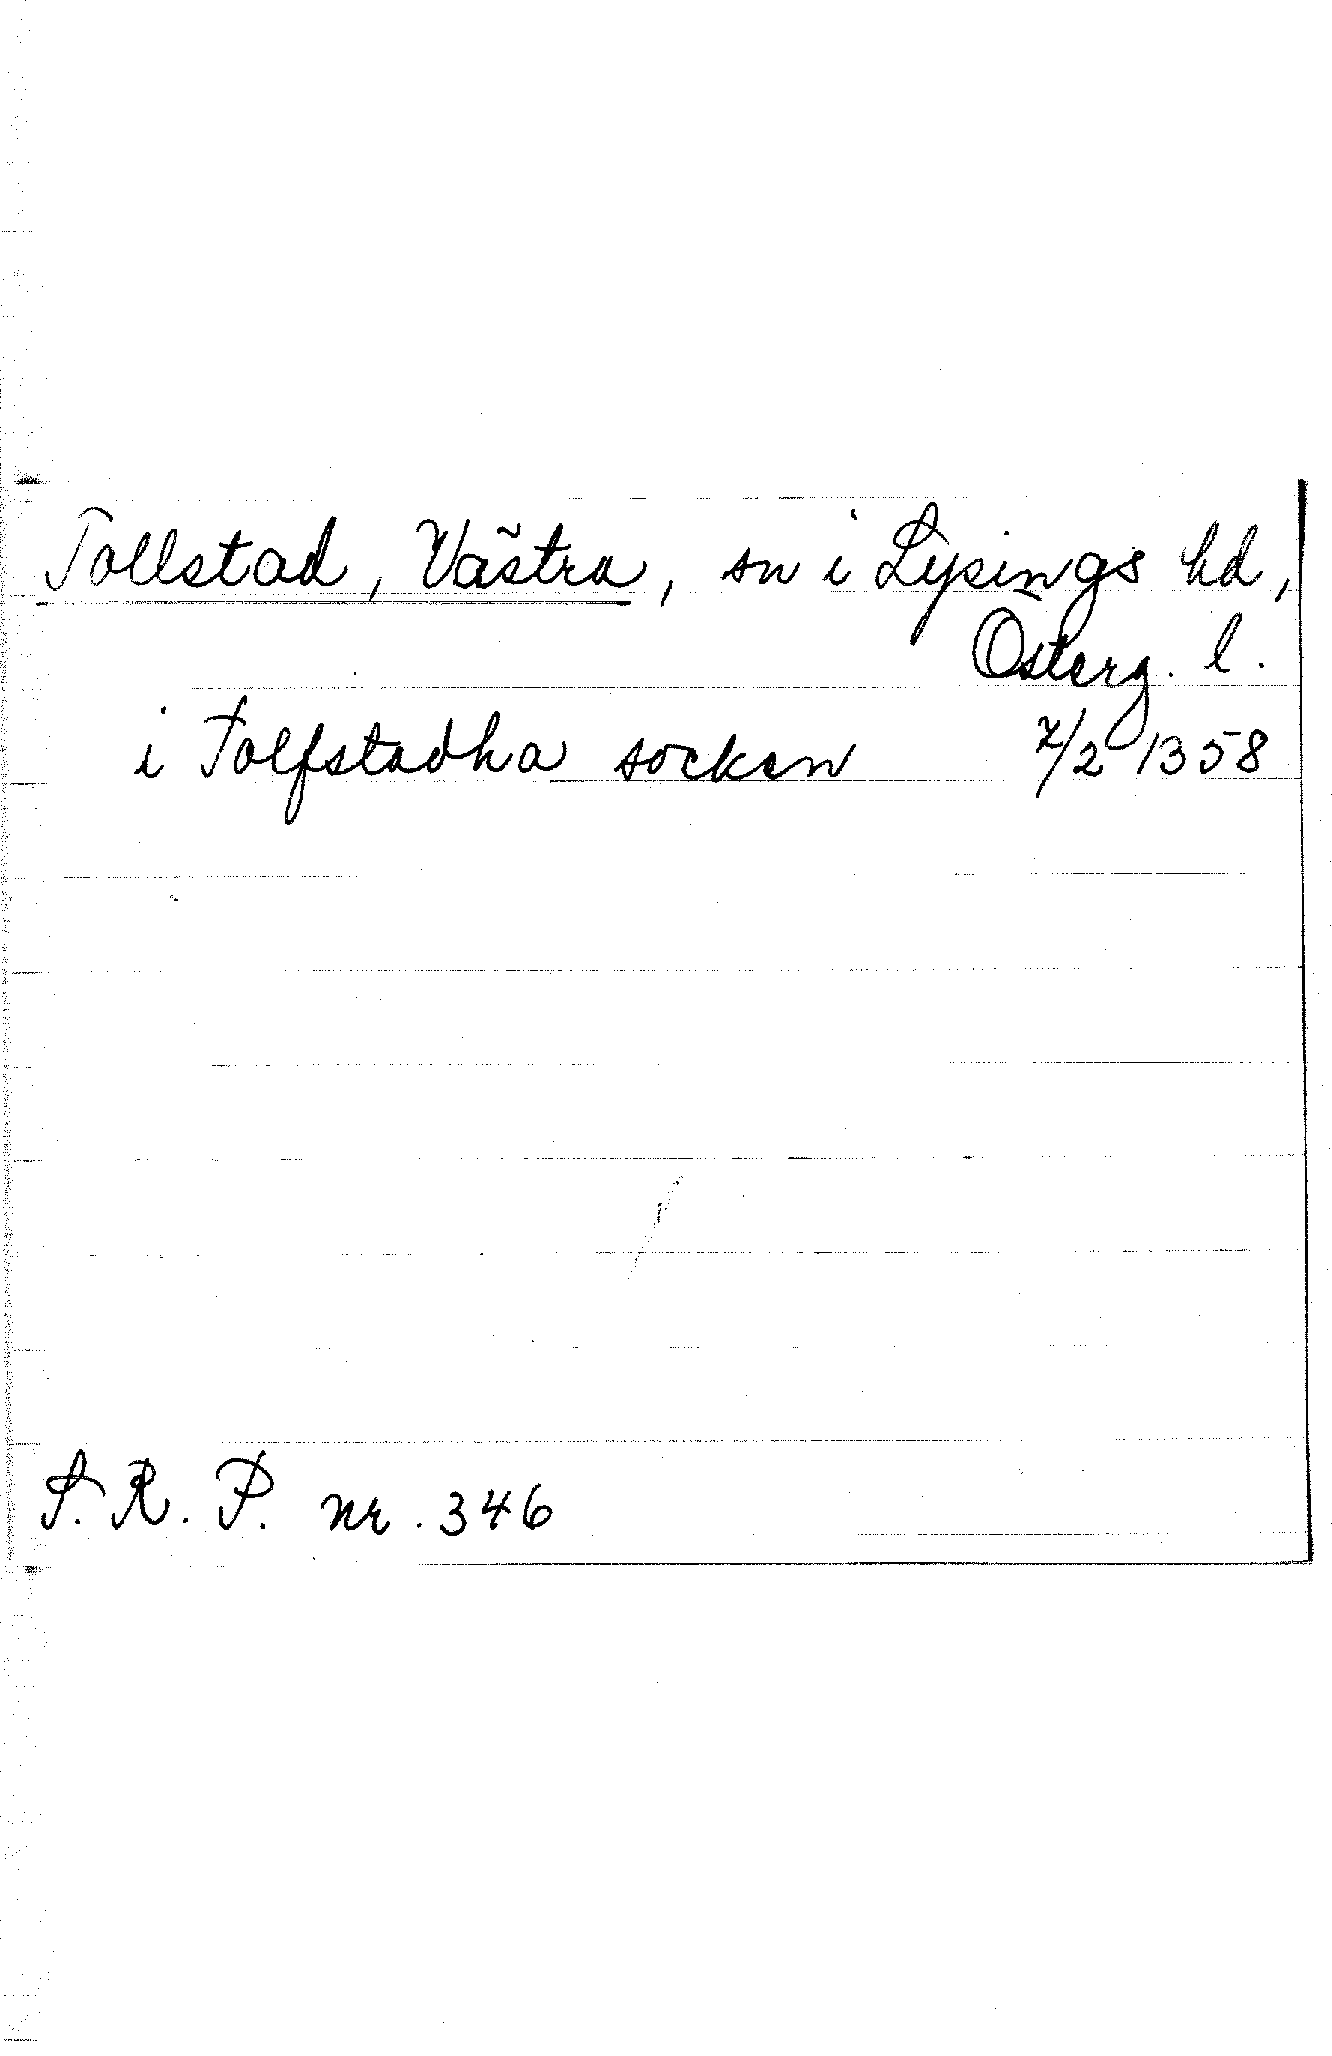 Tollstad, Västra, sn i Lysings hd,
Österg. l.
i Tolfstadha socken 7/2 1358
S. R. P. nr. 346